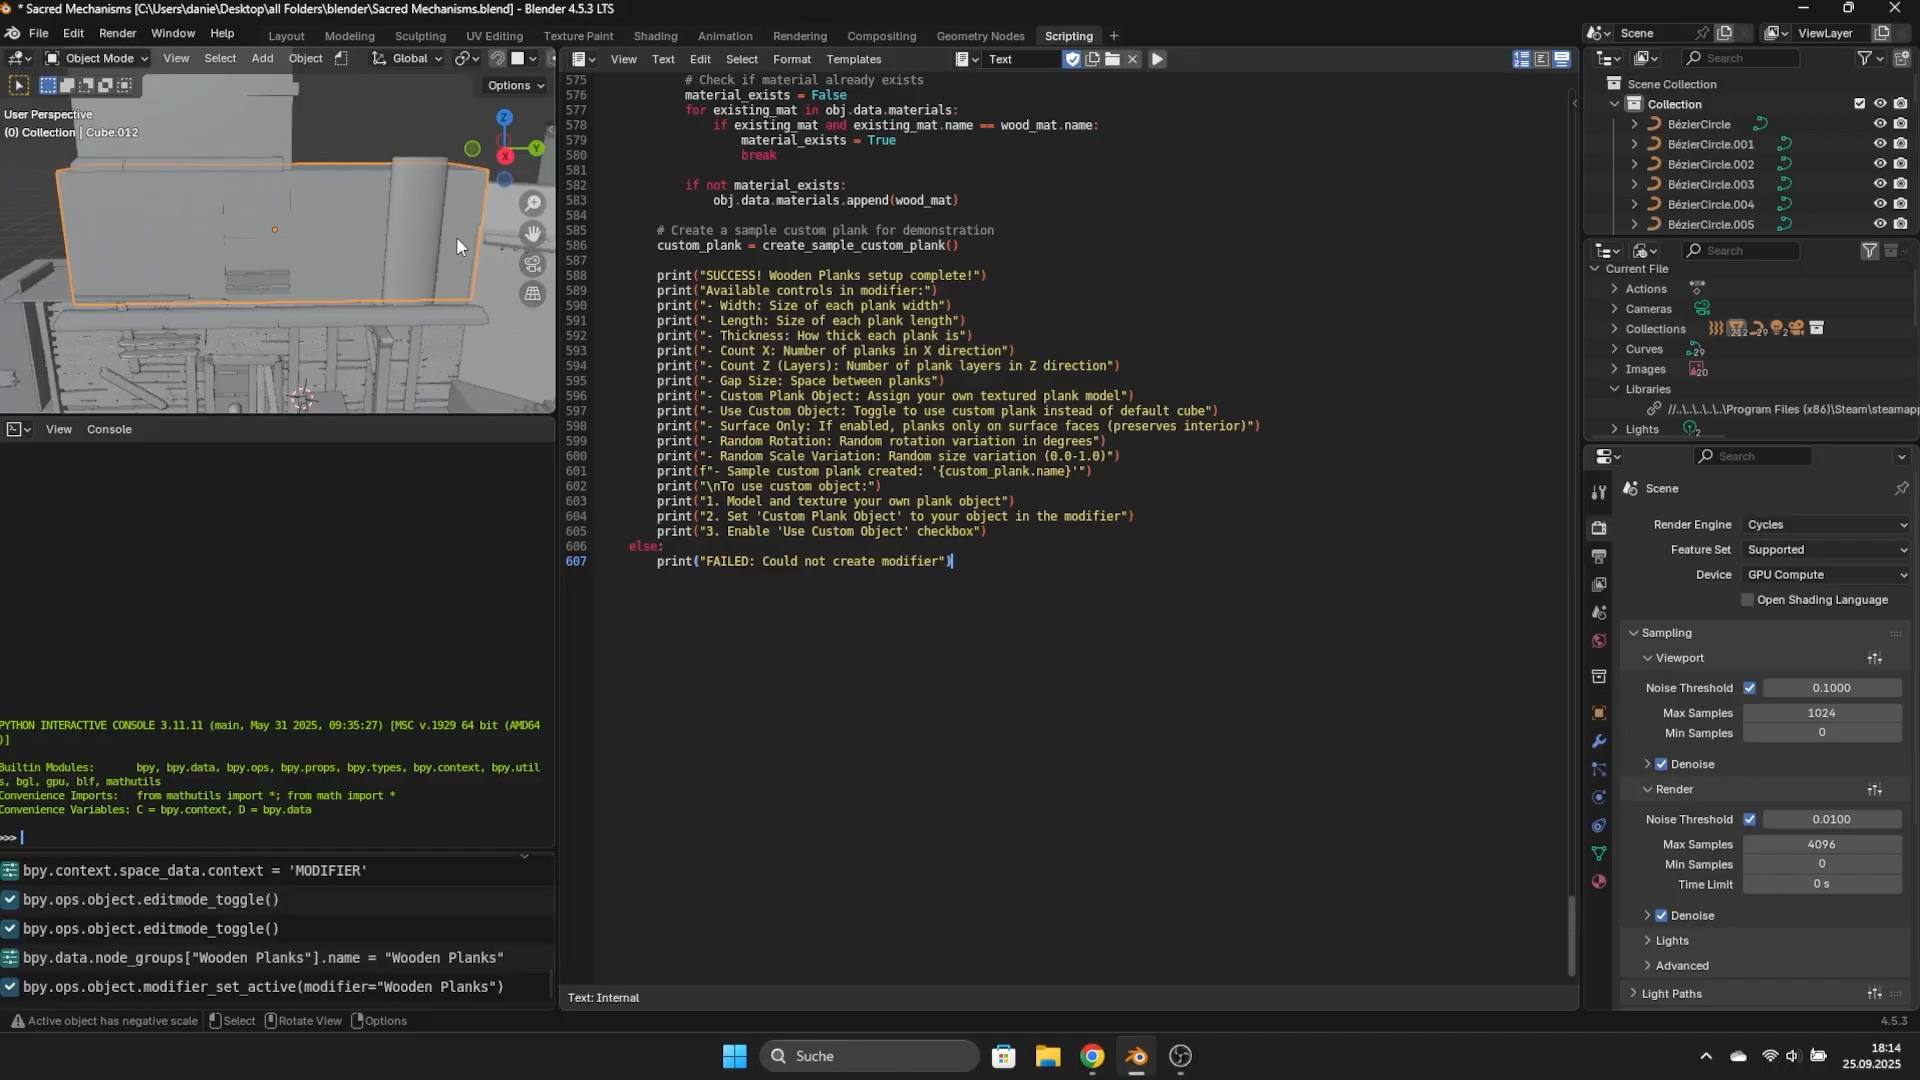 * Sacred Mechanisms [C:\Users\danie\Desktop\all Folders\blender\Sacred Mechanisms.blend] - Blender 4.5.3 LTS
File Edit Render Window Help
Layout Modeling Sculpting UV Editing Texture Paint Shading Animation Rendering Compositing Geometry Nodes Scripting
Scene
ViewLayer
Object Mode View Select Add Object Global
Options
User Perspective
(0) Collection | Cube.012
Z
Y
X
View Text Edit Select Format Templates
Text
575 # Check if material already exists
576 material_exists = False
577 for existing_mat in obj.data.materials:
578 if existing_mat and existing_mat.name == wood_mat.name:
579 material_exists = True
580 break
581
582 if not material_exists:
583 obj.data.materials.append(wood_mat)
584
585 # Create a sample custom plank for demonstration
586 custom_plank = create_sample_custom_plank()
587
588 print("SUCCESS! Wooden Planks setup complete!")
589 print("Available controls in modifier:")
590 print("- Width: Size of each plank width")
591 print("- Length: Size of each plank length")
592 print("- Thickness: How thick each plank is")
593 print("- Count X: Number of planks in X direction")
594 print("- Count Z (Layers): Number of plank layers in Z direction")
595 print("- Gap Size: Space between planks")
596 print("- Custom Plank Object: Assign your own textured plank model")
597 print("- Use Custom Object: Toggle to use custom plank instead of default cube")
598 print("- Surface Only: If enabled, planks only on surface faces (preserves interior)")
599 print("- Random Rotation: Random rotation variation in degrees")
600 print("- Random Scale Variation: Random size variation (0.0-1.0)")
601 print(f"- Sample custom plank created: '{custom_plank.name}'")
602 print("\nTo use custom object:")
603 print("1. Model and texture your own plank object")
604 print("2. Set 'Custom Plank Object' to your object in the modifier")
605 print("3. Enable 'Use Custom Object' checkbox")
606 else:
607 print("FAILED: Could not create modifier")
Text: Internal
View Console
PYTHON INTERACTIVE CONSOLE 3.11.11 (main, May 31 2025, 09:35:27) [MSC v.1929 64 bit (AMD64
)]
Builtin Modules: bpy, bpy.data, bpy.ops, bpy.props, bpy.types, bpy.context, bpy.util
s, bgl, gpu, blf, mathutils
Convenience Imports: from mathutils import *; from math import *
Convenience Variables: C = bpy.context, D = bpy.data
>>>
bpy.context.space_data.context = 'MODIFIER'
bpy.ops.object.editmode_toggle()
bpy.ops.object.editmode_toggle()
bpy.data.node_groups["Wooden Planks"].name = "Wooden Planks"
bpy.ops.object.modifier_set_active(modifier="Wooden Planks")
Active object has negative scale Select Rotate View Options
4.5.3
Search
Scene Collection
Collection
BézierCircle
BézierCircle.001
BézierCircle.002
BézierCircle.003
BézierCircle.004
BézierCircle.005
Search
Current File
Actions
Cameras
Collections 212 29 2
Curves 29
Images 20
Libraries
//..\..\..\..\..\Program Files (x86)\Steam\steamapp
Lights 2
Search
Scene
Render Engine Cycles
Feature Set Supported
Device GPU Compute
Open Shading Language
Sampling
Viewport
Noise Threshold 0.1000
Max Samples 1024
Min Samples 0
Denoise
Render
Noise Threshold 0.0100
Max Samples 4096
Min Samples 0
Time Limit 0 s
Denoise
Lights
Advanced
Light Paths
Suche
18:14
25.09.2025